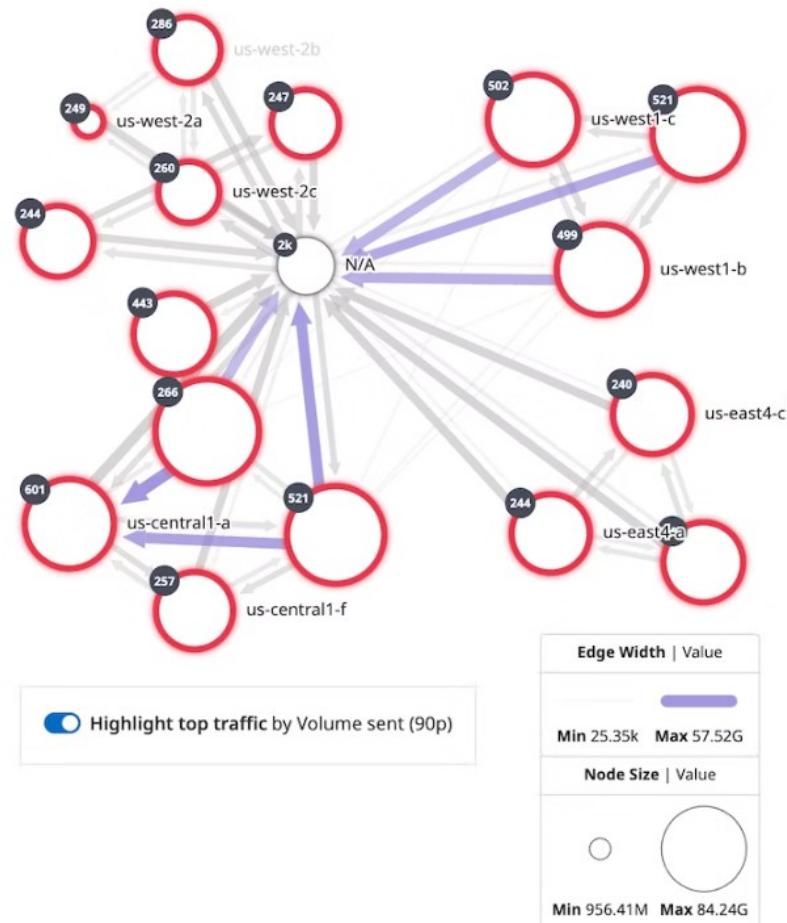 286
us-west-2b
249
us-west-2a
247
502
521
us-west1-c
260
us-west-2c
244
2k
N/A
499
us-west1-b
443
266
240
us-east4-c
601
us-central1-a
521
244
us-east4-a
257
us-central1-f
Edge Width | Value
Min 25.35k Max 57.52G
Highlight top traffic by Volume sent (90p)
Node Size | Value
Min 956.41M Max 84.24G